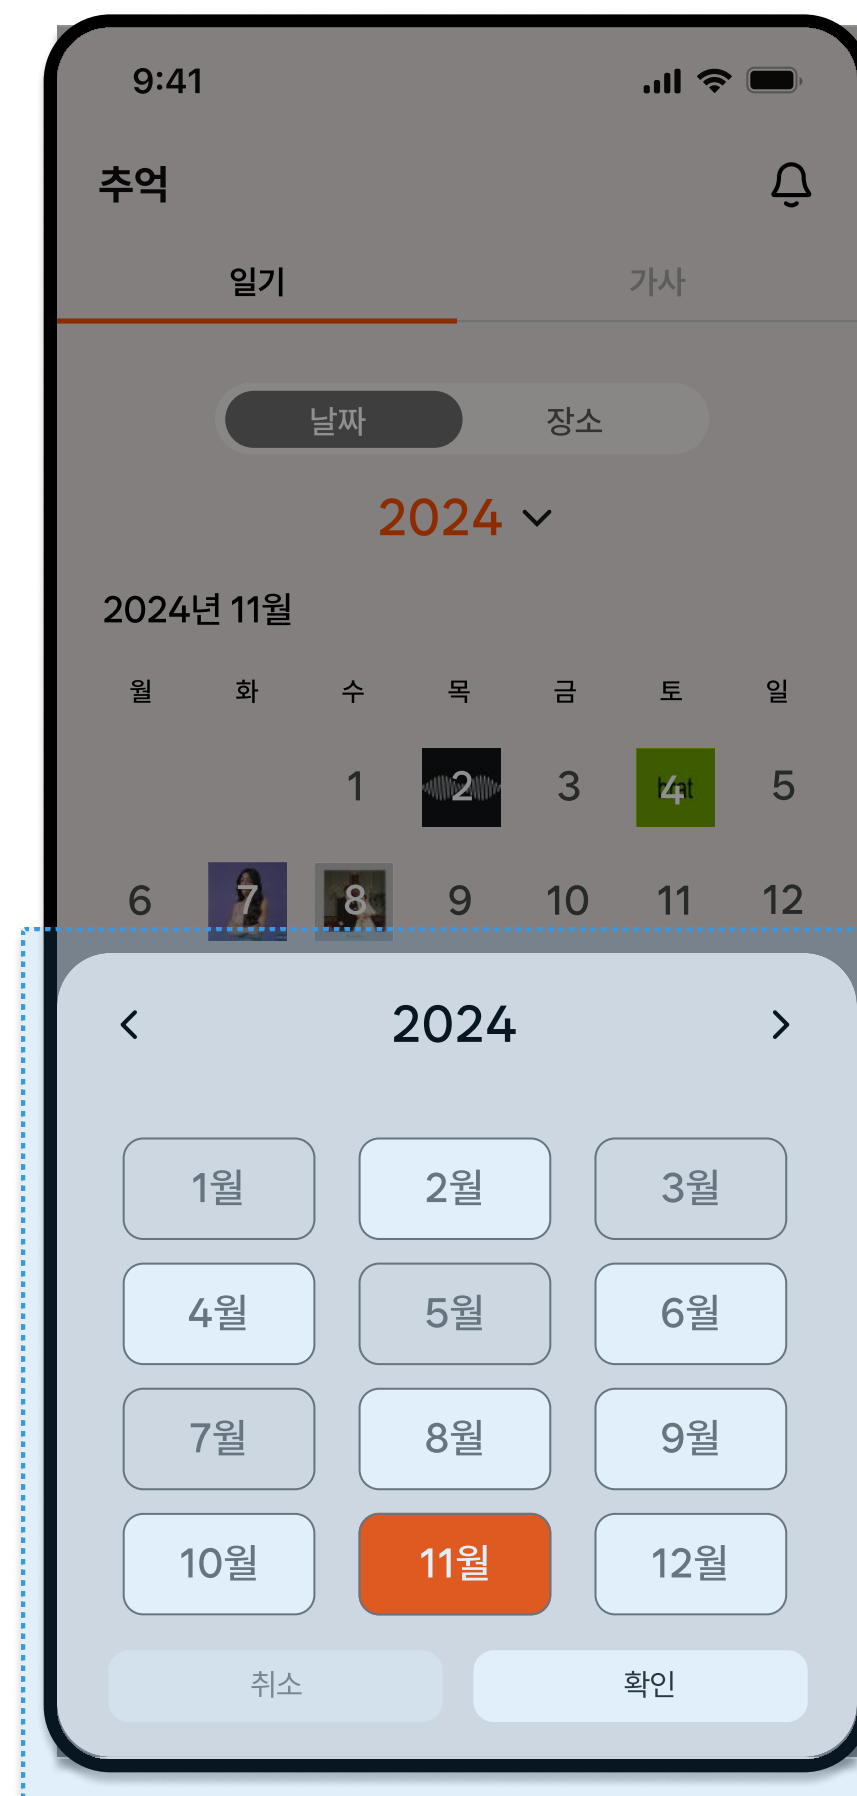 9:41
추억
일기 가사
날짜 장소
2024
2024년 11월
월 화 수 목 금 토 일
1 2 3 brat 4 5
6 7 8 9 10 11 12
2024
1월 2월 3월
4월 5월 6월
7월 8월 9월
10월 11월 12월
취소 확인